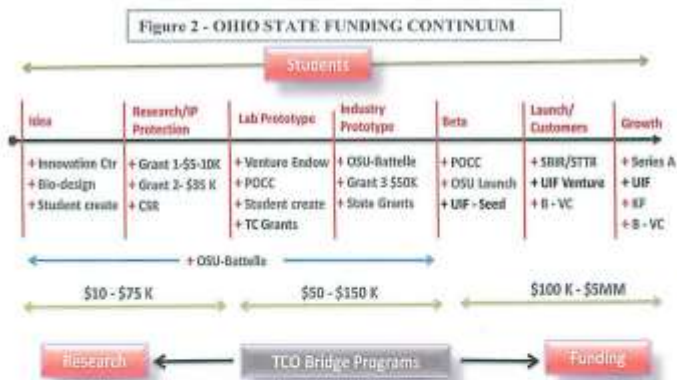 Figure 2 - OHIO STATE FUNDING CONTINUUM
Students
Idea
+ Innovation Ctr
+ Bio-design
+ Student create
Research/IP
Protection
+ Grant 1-$5-10K
+ Grant 2- $35 K
+ CSR
Lab Prototype
+ Venture Endow
+ POCC
+ Student create
+ TC Grants
Industry
Prototype
+ OSU-Battelle
+ Grant 3 $50K
+ State Grants
Beta
+ POCC
+ OSU Launch
+ UIF - Seed
Launch/
Customers
+ SBIR/STTR
+ UIF Venture
+ B - VC
Growth
+ Series A
+ UIF
+ KF
+ B - VC
+ OSU-Battelle
$10 - $75 K
$50 - $150 K
$100 K - $5MM
Research
TCO Bridge Programs
Funding